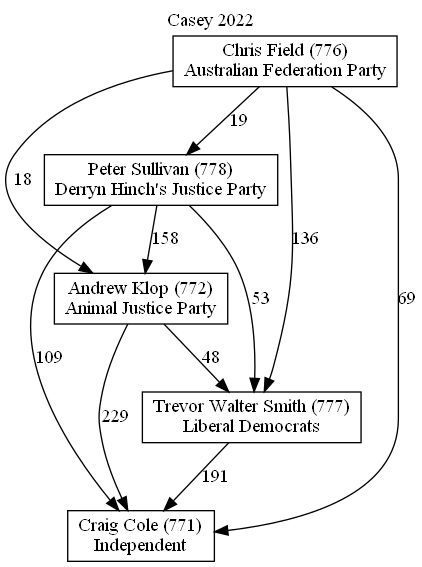 Casey 2022
Chris Field (776)
Australian Federation Party
19
Peter Sullivan (778)
Derryn Hinch's Justice Party
18
158
136
53
69
Andrew Klop (772)
Animal Justice Party
109
48
Trevor Walter Smith (777)
Liberal Democrats
229
191
Craig Cole (771)
Independent